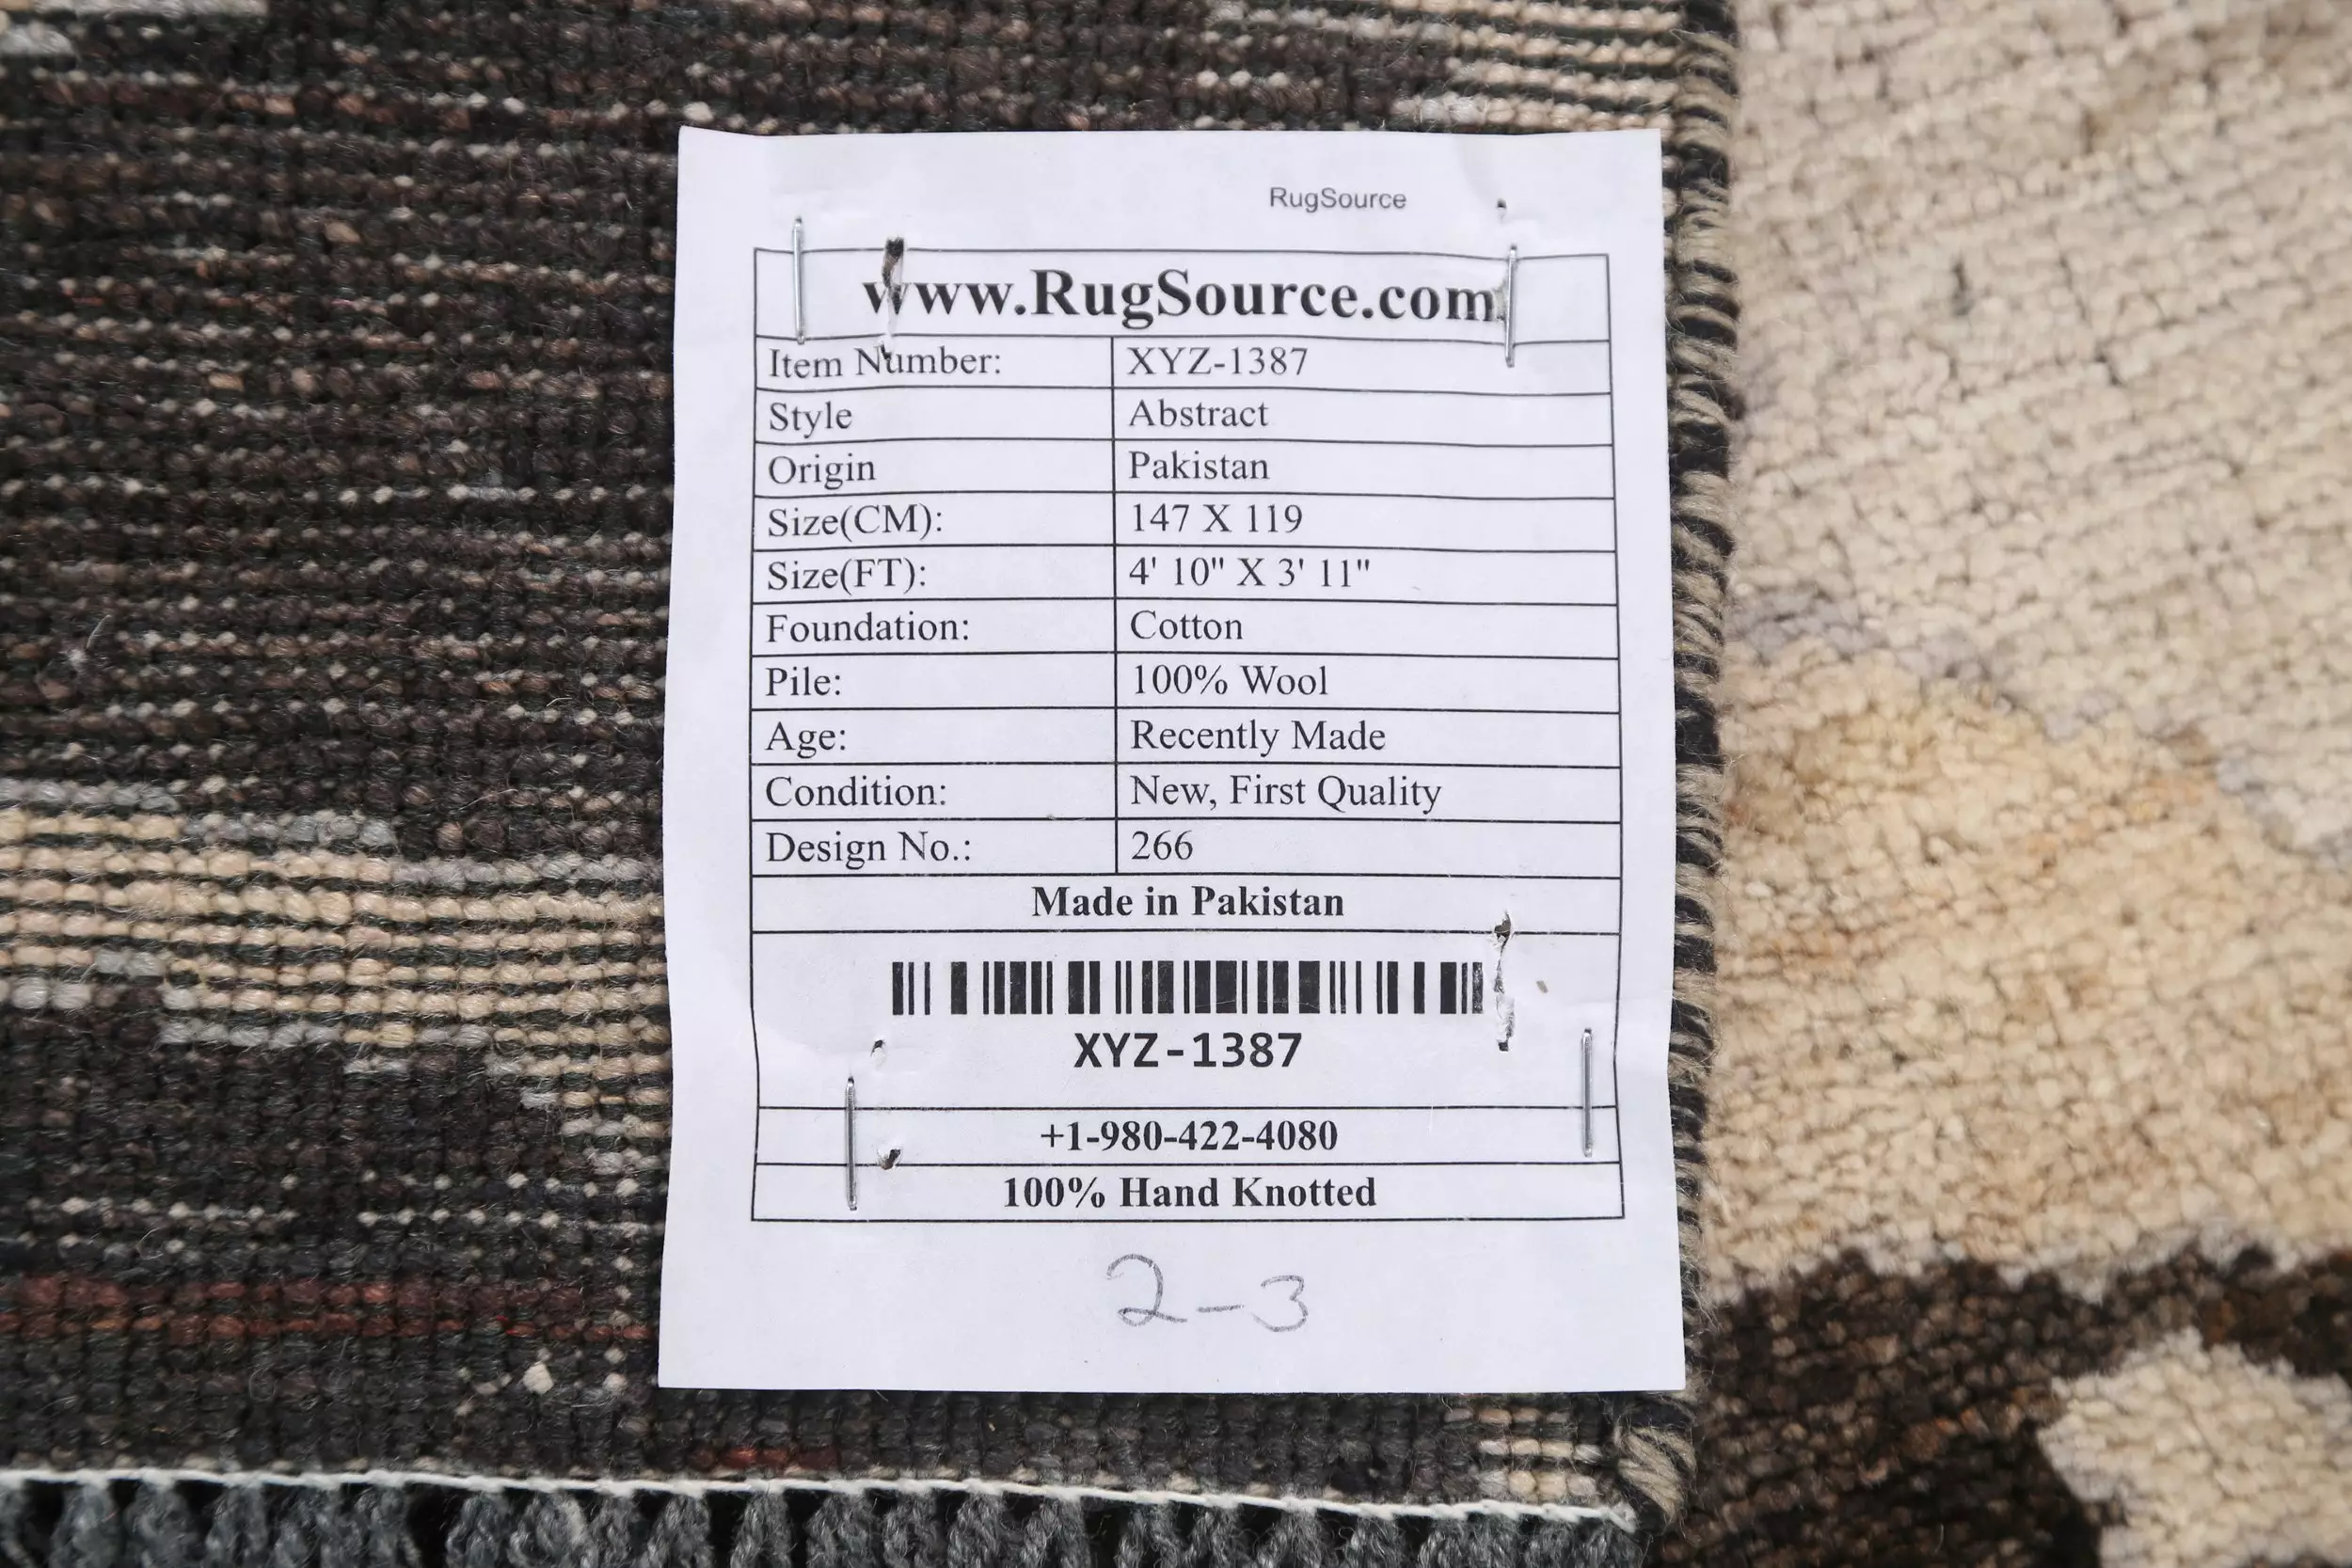 RugSource
www.RugSource.com
Item Number: XYZ-1387
Style Abstract
Origin Pakistan
Size(CM): 147 X 119
Size(FT): 4' 10" X 3' 11"
Foundation: Cotton
Pile: 100% Wool
Age: Recently Made
Condition: New, First Quality
Design No.: 266
Made in Pakistan
XYZ-1387
+1-980-422-4080
100% Hand Knotted
2-3